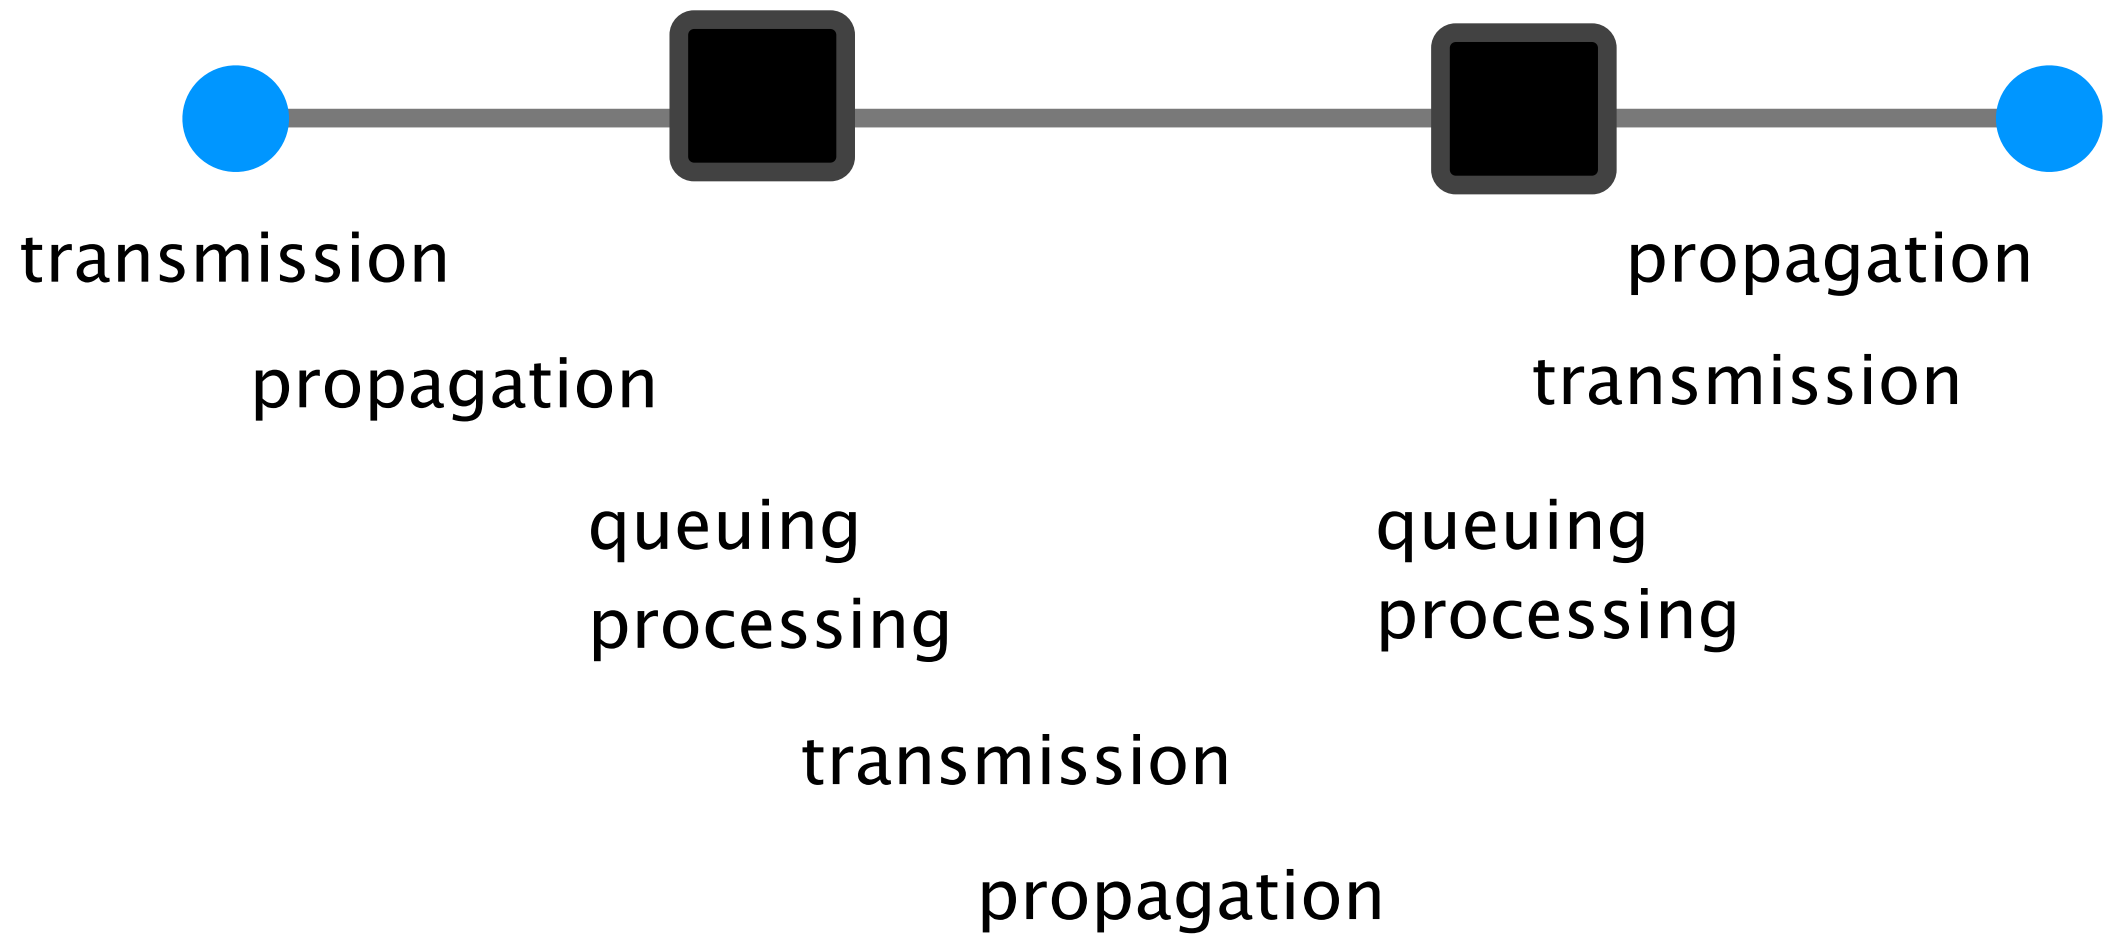 transmission
propagation
propagation
transmission
queuing
processing
queuing
processing
transmission
propagation